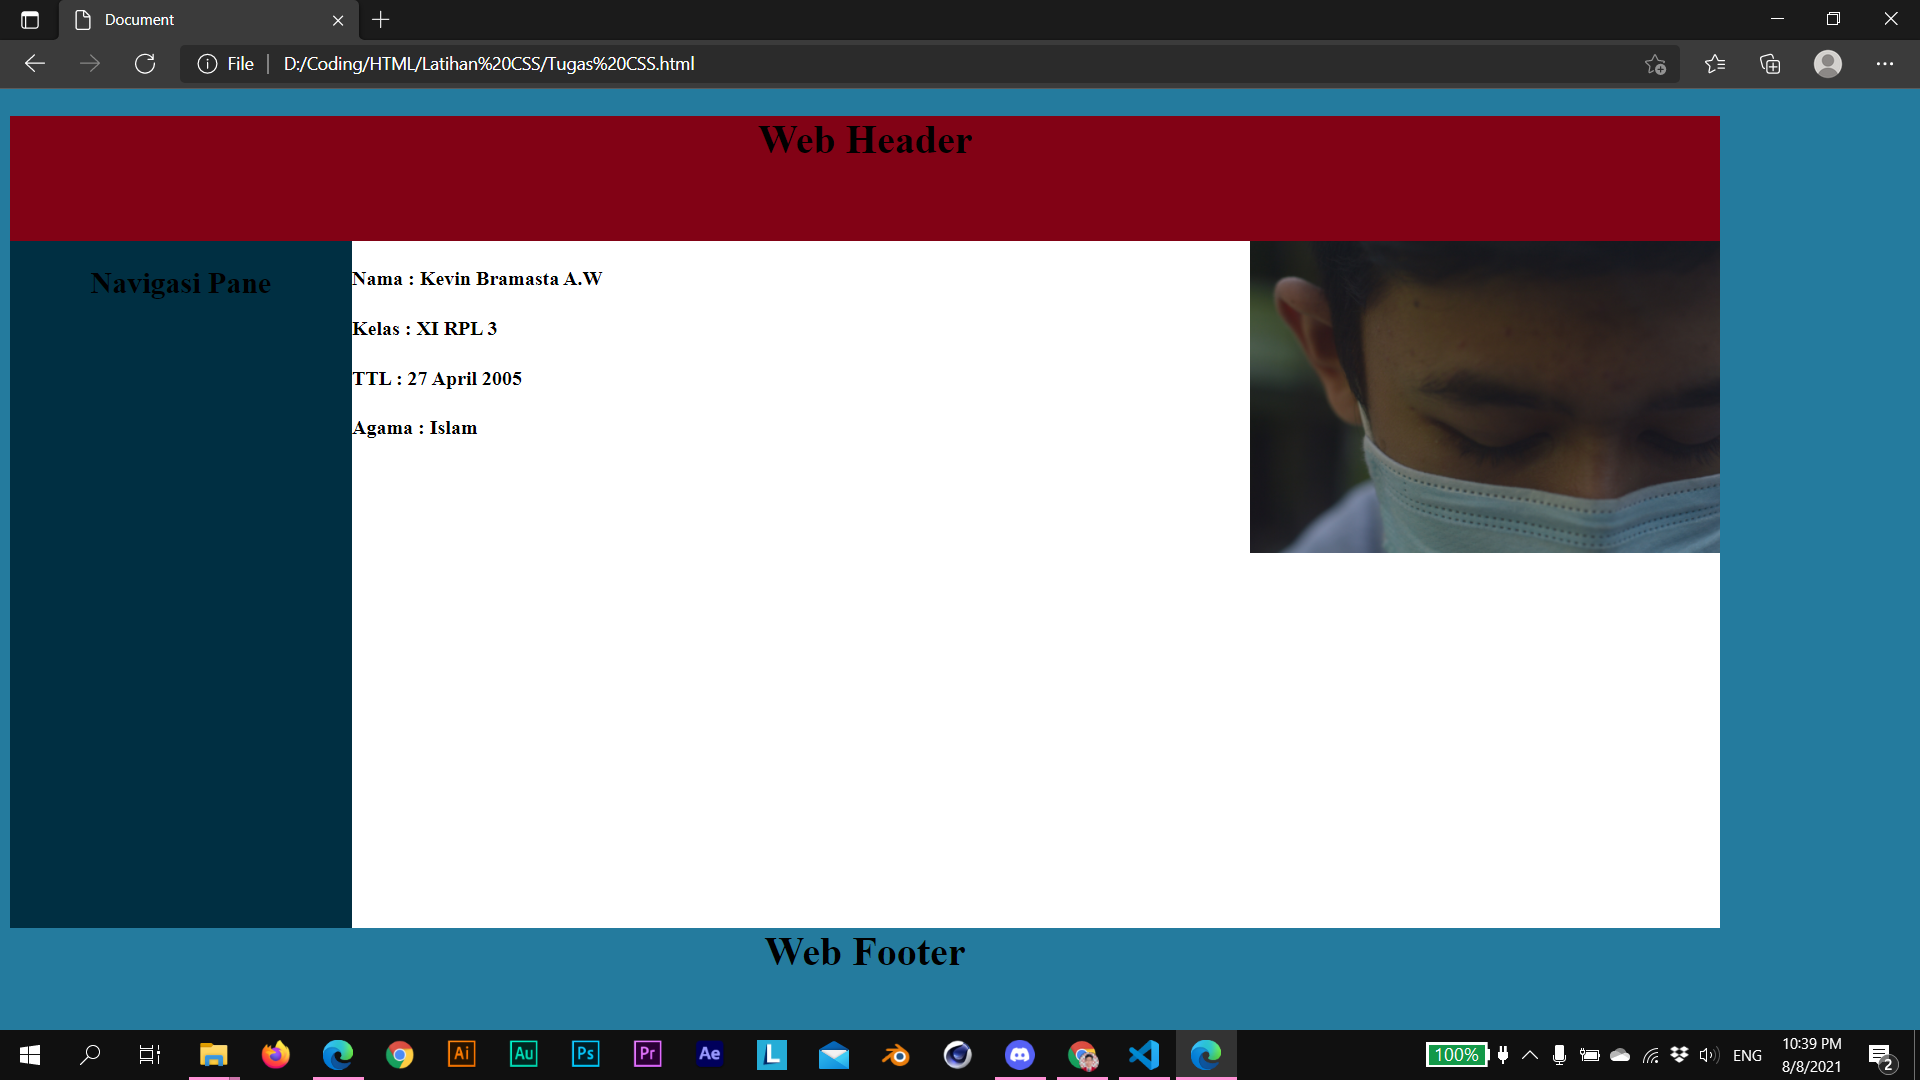 Document
File
D:/Coding/HTML/Latihan%20CSS/Tugas%20CSS.html
Web Header
Navigasi Pane
Nama : Kevin Bramasta A.W
Kelas : XI RPL 3
TTL : 27 April 2005
Agama : Islam
Web Footer
Ai
Au
Ps
Pr
Ae
L
100%
ENG
10:39 PM
8/8/2021
2